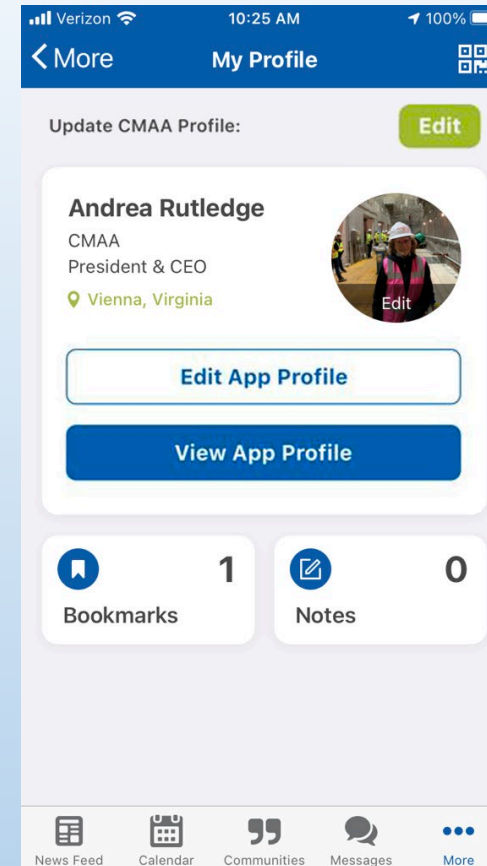 Verizon 10:25 AM 100%
More My Profile
Update CMAA Profile: Edit
Andrea Rutledge
CMAA
President & CEO
Vienna, Virginia
Edit
Edit App Profile
View App Profile
1 0
Bookmarks Notes
News Feed Calendar Communities Messages More